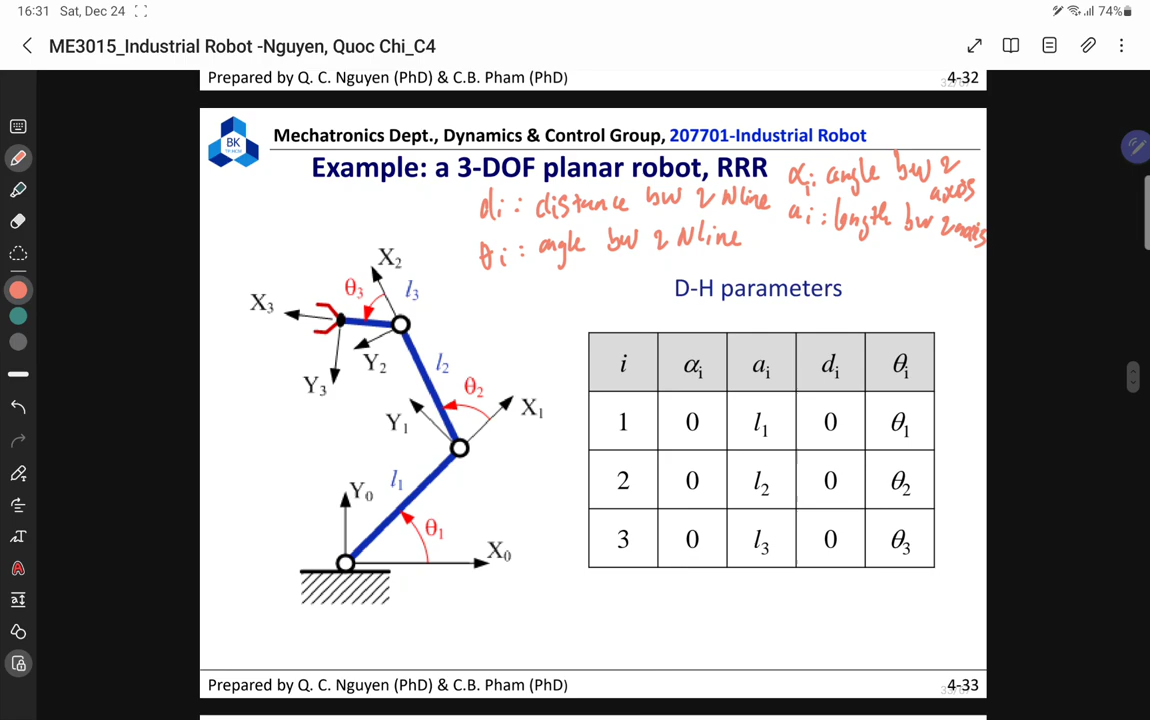 16:31 Sat, Dec 24 74%
ME3015_Industrial Robot -Nguyen, Quoc Chi_C4
Prepared by Q. C. Nguyen (PhD) & C.B. Pham (PhD) 4-32
BK
TP.HCM
Mechatronics Dept., Dynamics & Control Group, 207701-Industrial Robot
Example: a 3-DOF planar robot, RRR
αi: angle bw 2 axis
di : distance bw 2 Nline
ai : length bw 2 axis
θi : angle bw 2 Nline
X₂
θ₃
l₃
X₃
D-H parameters
Y₂
l₂
Y₃
θ₂
X₁
Y₁
l₁
Y₀
θ₁
X₀
i αi ai di θi
1 0 l₁ 0 θ₁
2 0 l₂ 0 θ₂
3 0 l₃ 0 θ₃
Prepared by Q. C. Nguyen (PhD) & C.B. Pham (PhD) 4-33